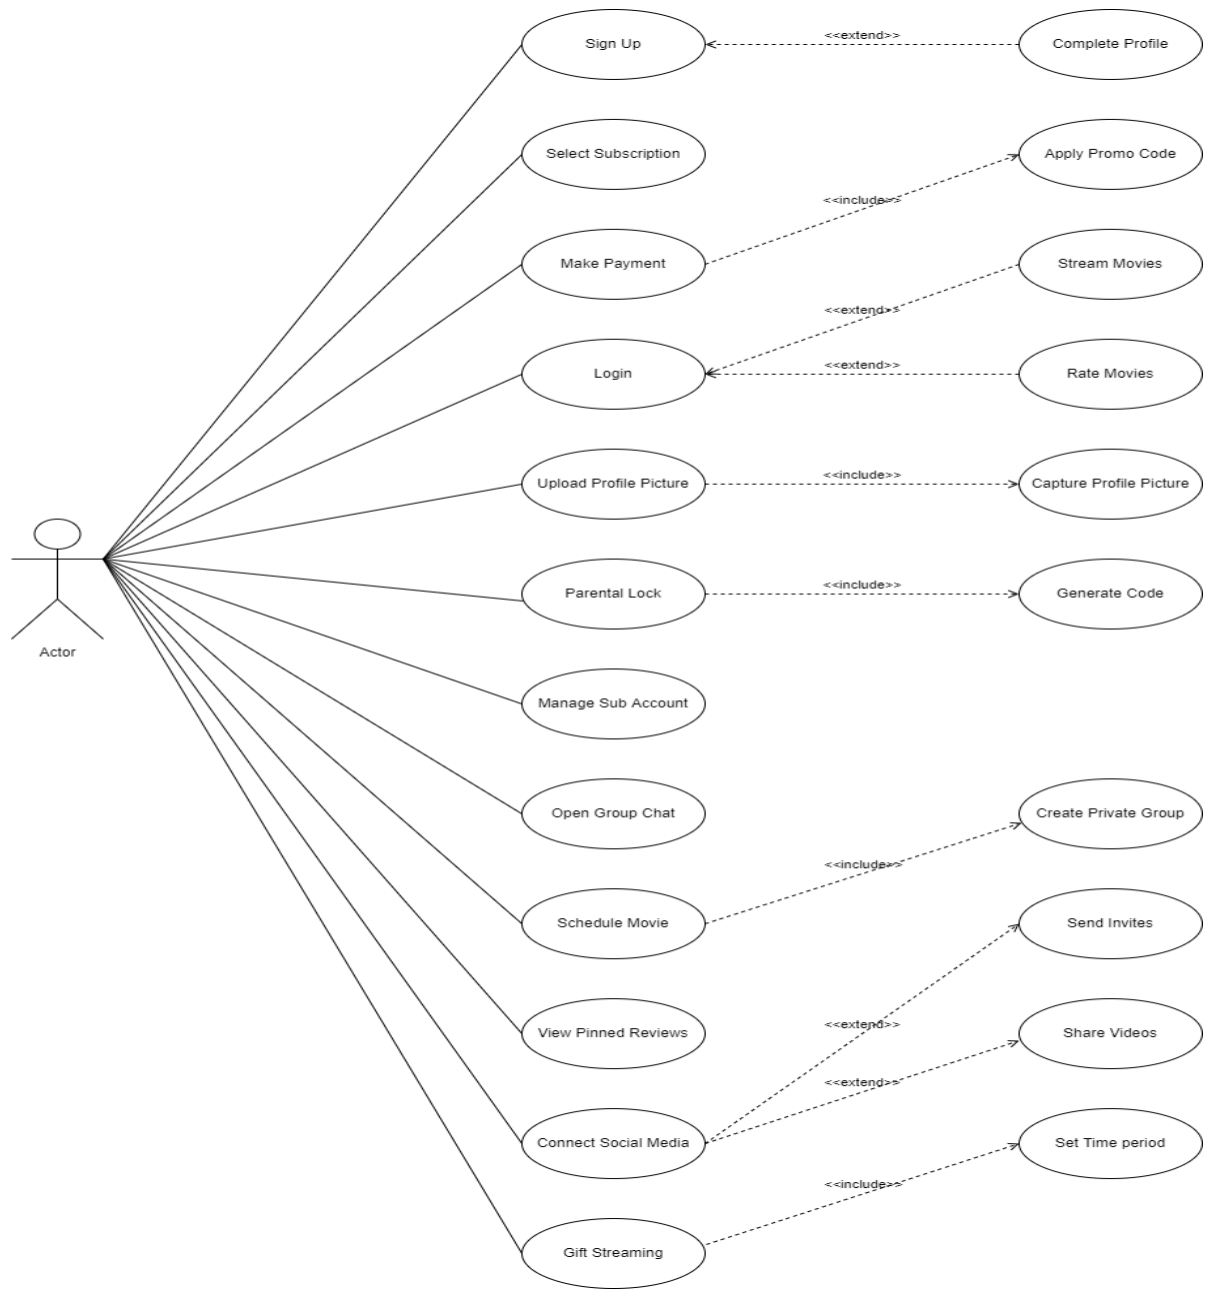 Sign Up
<<extend>>
Complete Profile
Select Subscription
Apply Promo Code
<<include>>
Make Payment
Stream Movies
<<extend>>
Login
<<extend>>
Rate Movies
Upload Profile Picture
<<include>>
Capture Profile Picture
Parental Lock
<<include>>
Generate Code
Actor
Manage Sub Account
Open Group Chat
Create Private Group
<<include>>
Schedule Movie
Send Invites
<<extend>>
View Pinned Reviews
Share Videos
<<extend>>
Connect Social Media
Set Time period
<<include>>
Gift Streaming